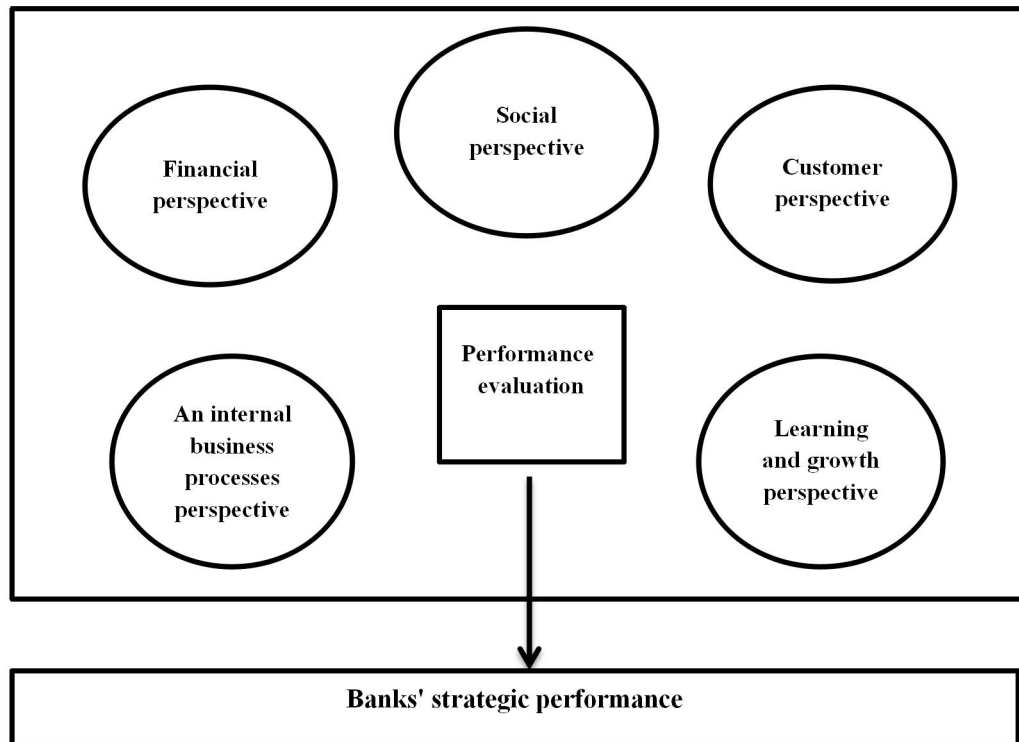 Social
perspective
Financial
perspective
Customer
perspective
Performance
evaluation
An internal
business
processes
perspective
Learning
and growth
perspective
Banks' strategic performance